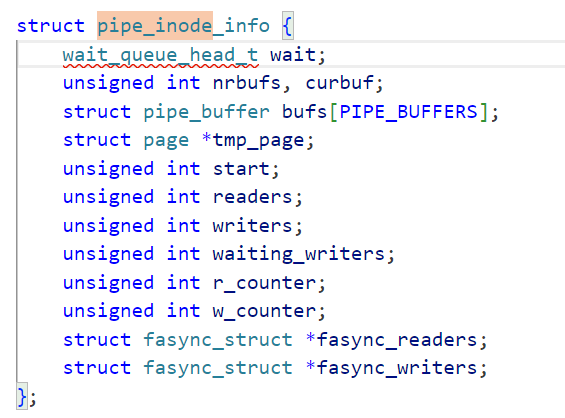 struct pipe_inode_info {
    wait_queue_head_t wait;
    unsigned int nrbufs, curbuf;
    struct pipe_buffer bufs[PIPE_BUFFERS];
    struct page *tmp_page;
    unsigned int start;
    unsigned int readers;
    unsigned int writers;
    unsigned int waiting_writers;
    unsigned int r_counter;
    unsigned int w_counter;
    struct fasync_struct *fasync_readers;
    struct fasync_struct *fasync_writers;
};